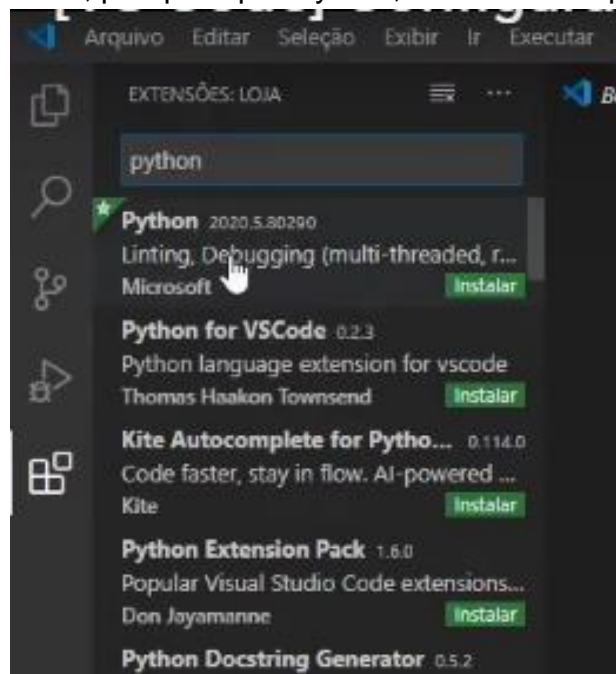 Arquivo Editar Seleção Exibir Ir Executar
EXTENSÕES: LOJA
python
Python 2020.5.80290
Linting, Debugging (multi-threaded, r...
Microsoft Instalar
Python for VSCode 0.2.3
Python language extension for vscode
Thomas Haakon Townsend Instalar
Kite Autocomplete for Pytho... 0.114.0
Code faster, stay in flow. AI-powered ...
Kite Instalar
Python Extension Pack 1.6.0
Popular Visual Studio Code extensions...
Don Jayamanne Instalar
Python Docstring Generator 0.5.2